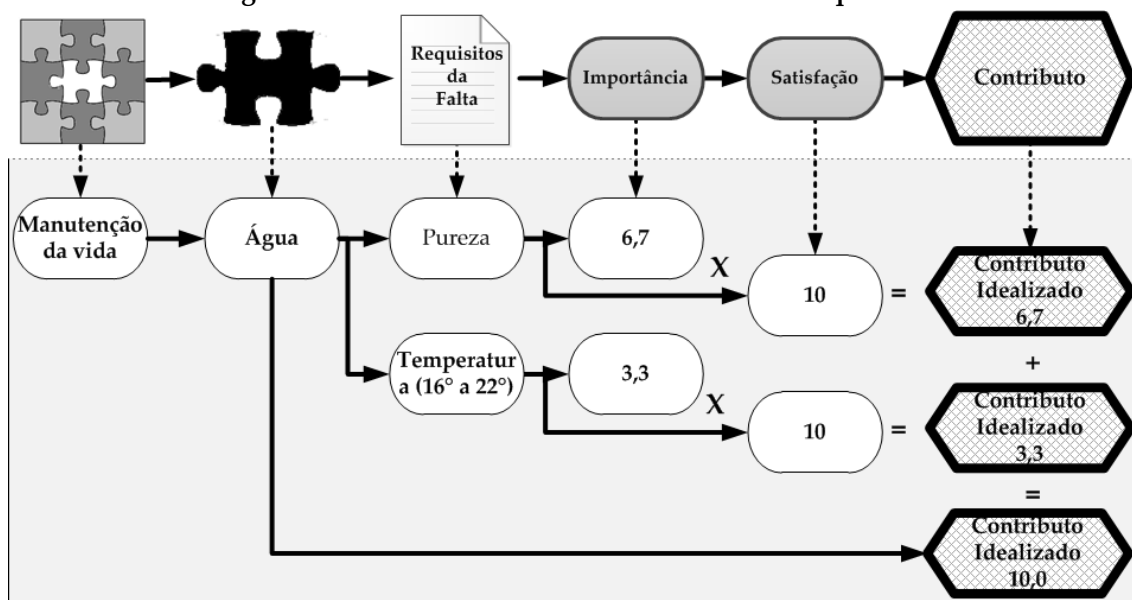 Requisitos
da
Falta
Importância
Satisfação
Contributo
Manutenção
da vida
Água
Pureza
6,7
X
10
=
Contributo
Idealizado
6,7
+
Temperatur
a (16° a 22°)
3,3
X
10
=
Contributo
Idealizado
3,3
=
Contributo
Idealizado
10,0